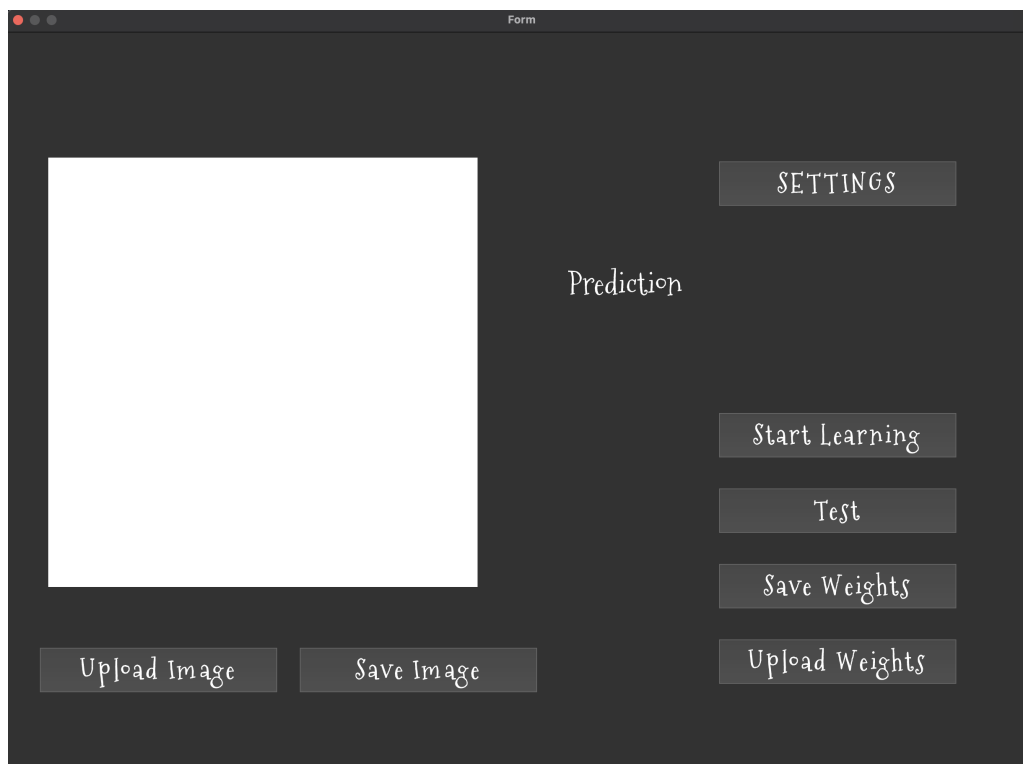 Form
SETTINGS
Prediction
Start Learning
Test
Save Weights
Upload Image
Save Image
Upload Weights